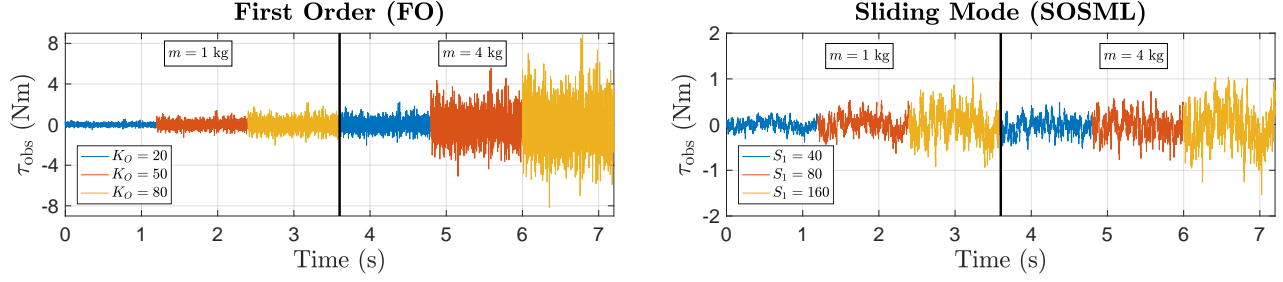 First Order (FO)
τ_obs (Nm)
8
4
0
-4
-8
m = 1 kg
m = 4 kg
K_O = 20
K_O = 50
K_O = 80
0 1 2 3 4 5 6 7
Time (s)
Sliding Mode (SOSML)
τ_obs (Nm)
2
1
0
-1
-2
m = 1 kg
m = 4 kg
S_1 = 40
S_1 = 80
S_1 = 160
0 1 2 3 4 5 6 7
Time (s)